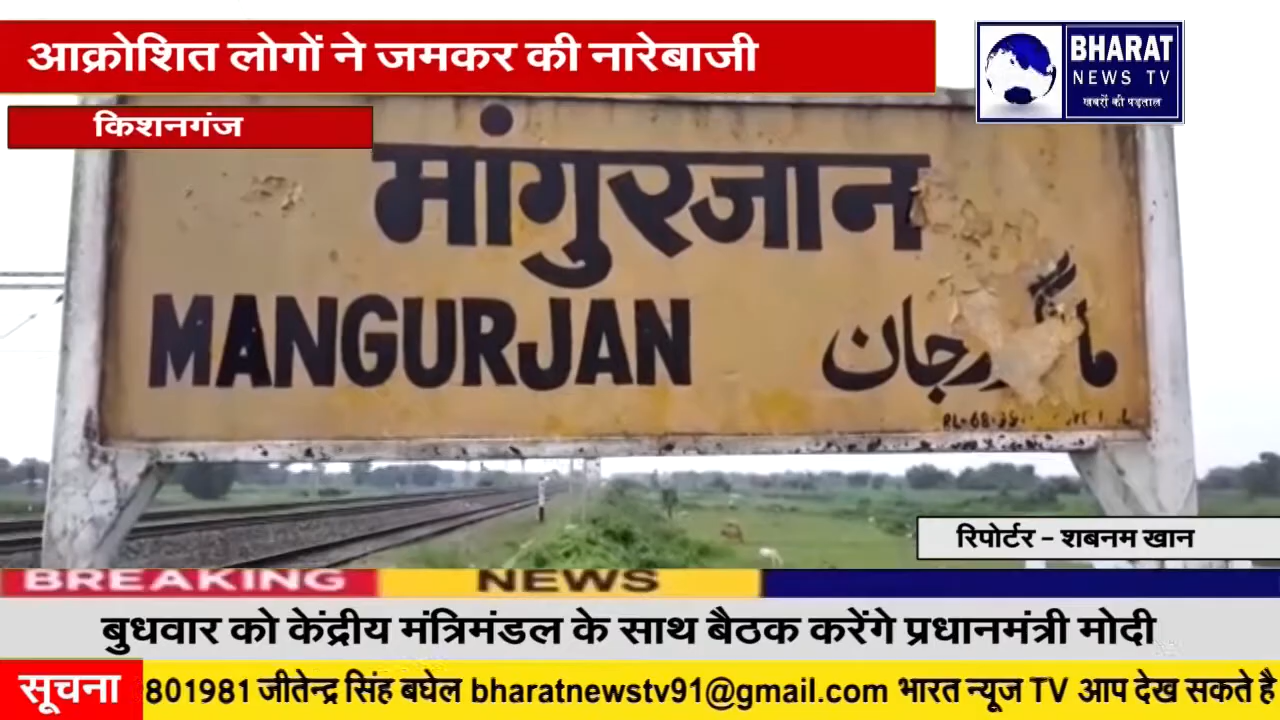 आक्रोशित लोगों ने जमकर की नारेबाजी
BHARAT
NEWS TV
खबरों की पड़ताल
किशनगंज
मांगुरजान
MANGURJAN
रिपोर्टर - शबनम खान
BREAKING NEWS
बुधवार को केंद्रीय मंत्रिमंडल के साथ बैठक करेंगे प्रधानमंत्री मोदी
सूचना 801981 जीतेन्द्र सिंह बघेल bharatnewstv91@gmail.com भारत न्यूज TV आप देख सकते है